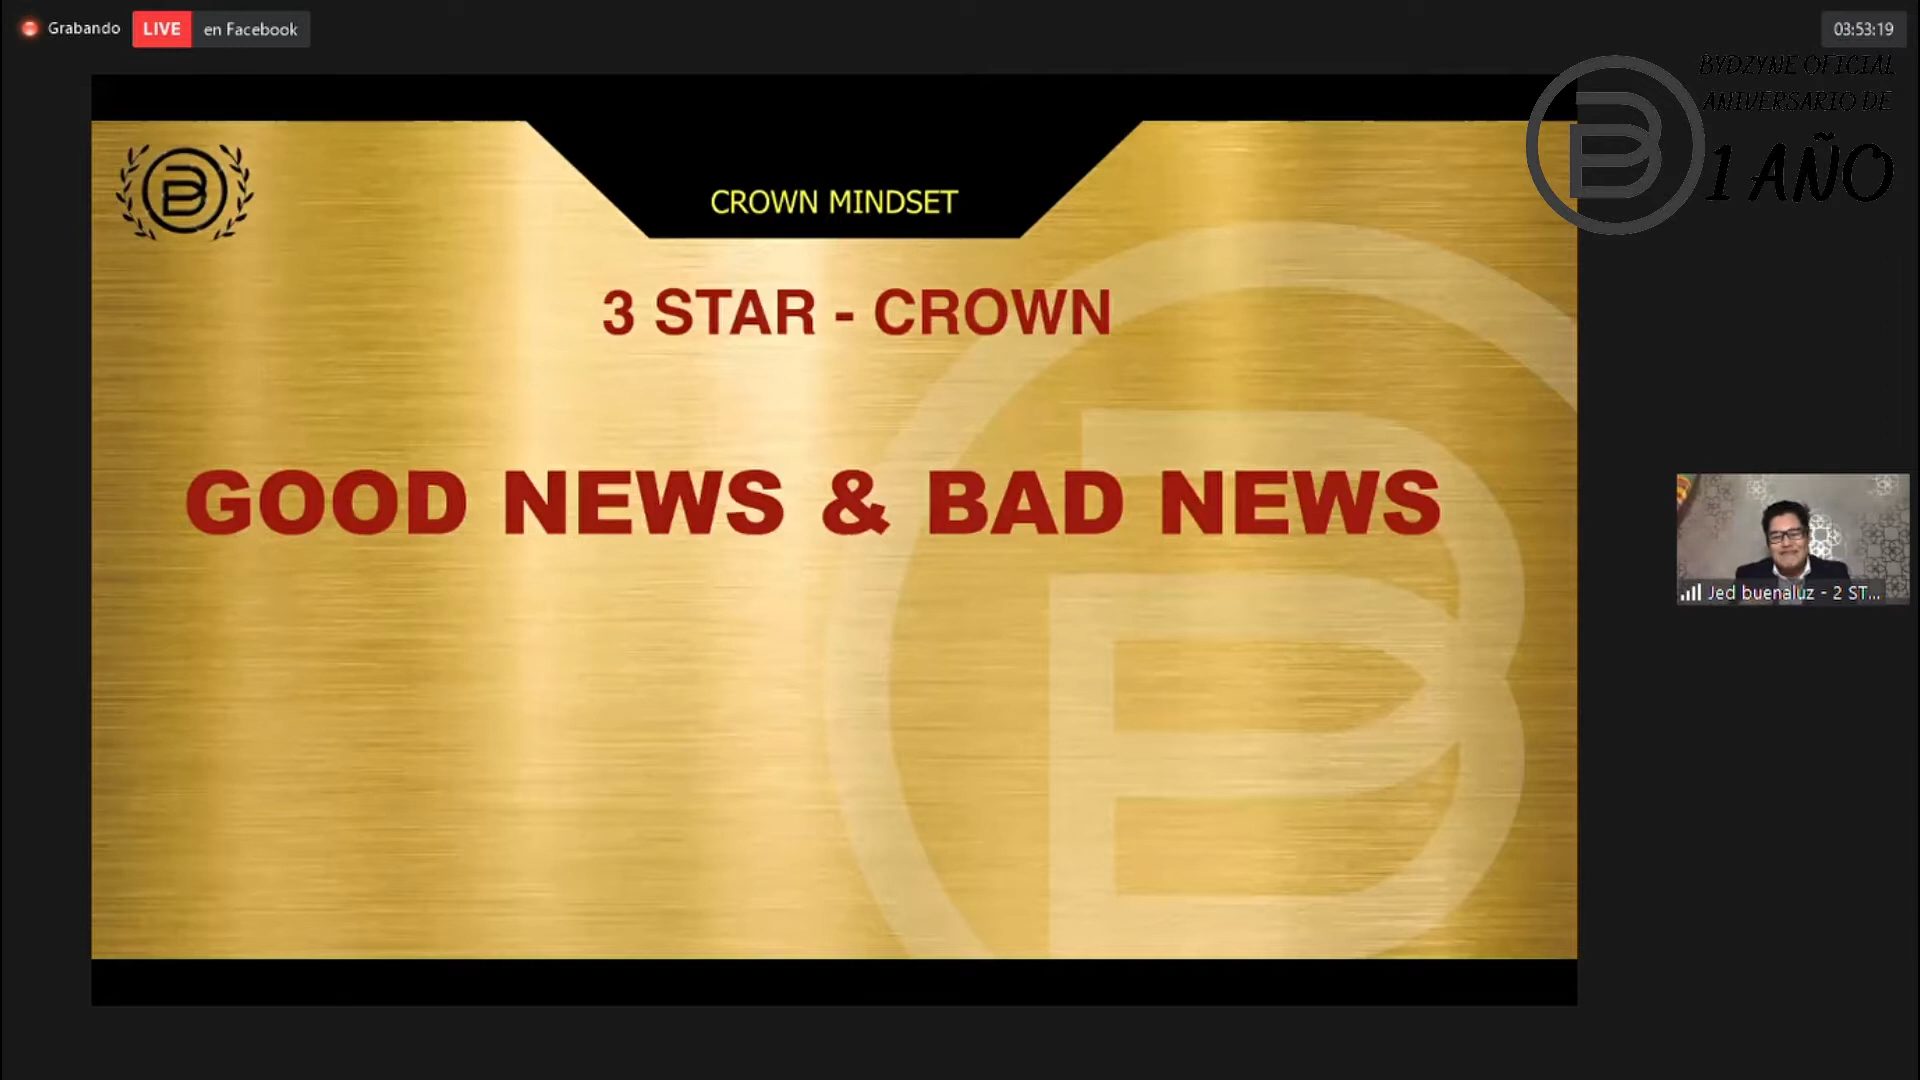 Grabando
LIVE
en Facebook
03:53:19
BYDZYNE OFICIAL
ANIVERSARIO DE
1 AÑO
CROWN MINDSET
3 STAR - CROWN
GOOD NEWS & BAD NEWS
Jed buenaluz - 2 ST...